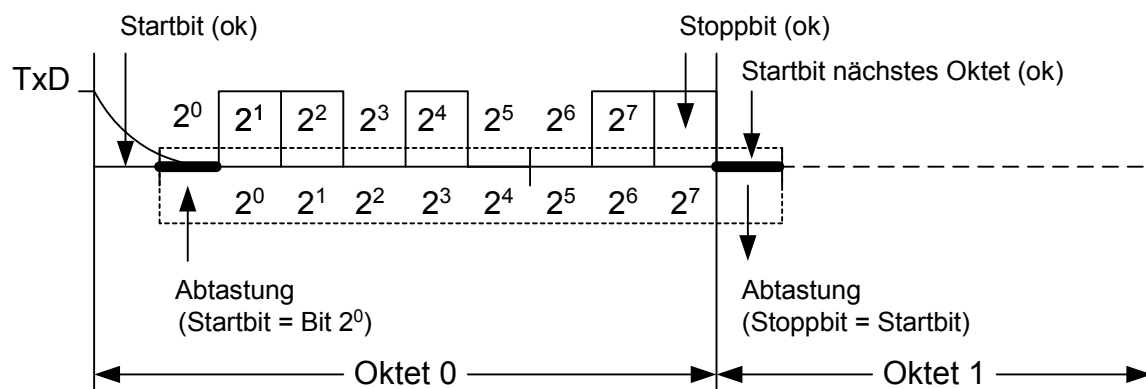 Startbit (ok)
Stoppbit (ok)
Startbit nächstes Oktet (ok)
TxD
2⁰ 2¹ 2² 2³ 2⁴ 2⁵ 2⁶ 2⁷
2⁰ 2¹ 2² 2³ 2⁴ 2⁵ 2⁶ 2⁷
Abtastung
(Startbit = Bit 2⁰)
Abtastung
(Stoppbit = Startbit)
Oktet 0
Oktet 1